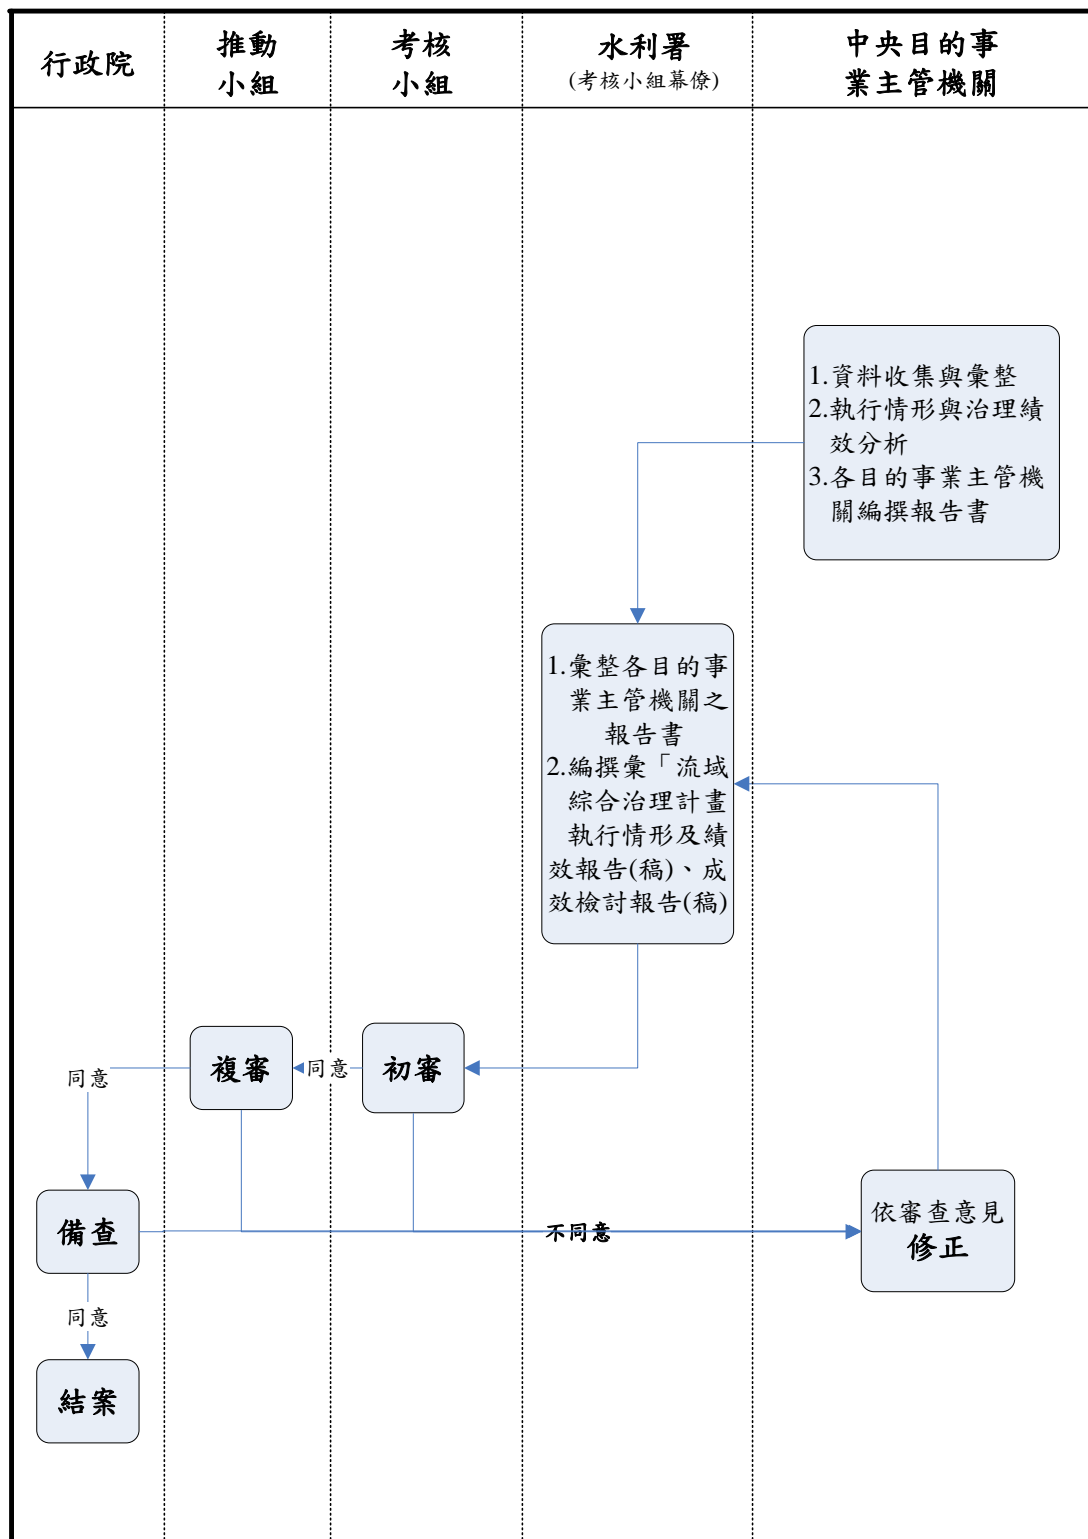 行政院
推動
小組
考核
小組
水利署
(考核小組幕僚)
中央目的事
業主管機關
1.資料收集與彙整
2.執行情形與治理績
效分析
3.各目的事業主管機
關編撰報告書
1.彙整各目的事
業主管機關之
報告書
2.編撰彙「流域
綜合治理計畫
執行情形及績
效報告(稿)、成
效檢討報告(稿)
複審
同意
初審
同意
備查
不同意
依審查意見
修正
同意
結案